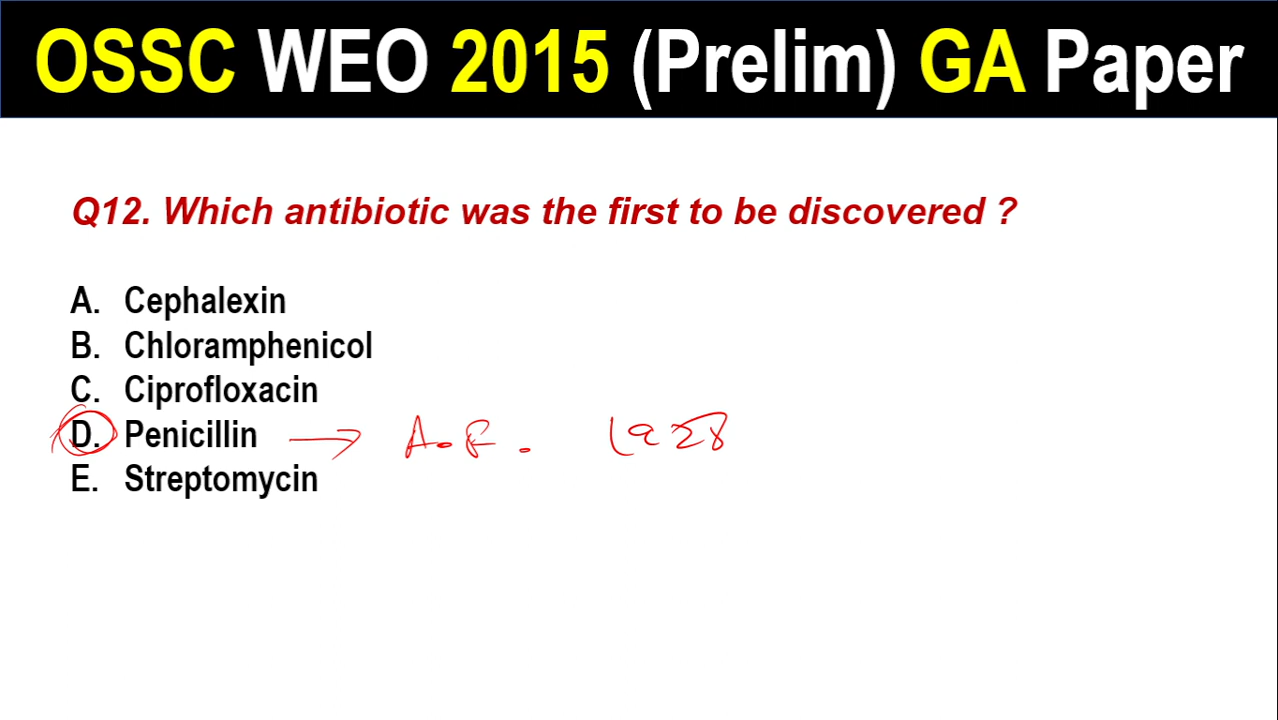 OSSC WEO 2015 (Prelim) GA Paper
Q12. Which antibiotic was the first to be discovered ?
A. Cephalexin
B. Chloramphenicol
C. Ciprofloxacin
D. Penicillin → A.F. 1928
E. Streptomycin